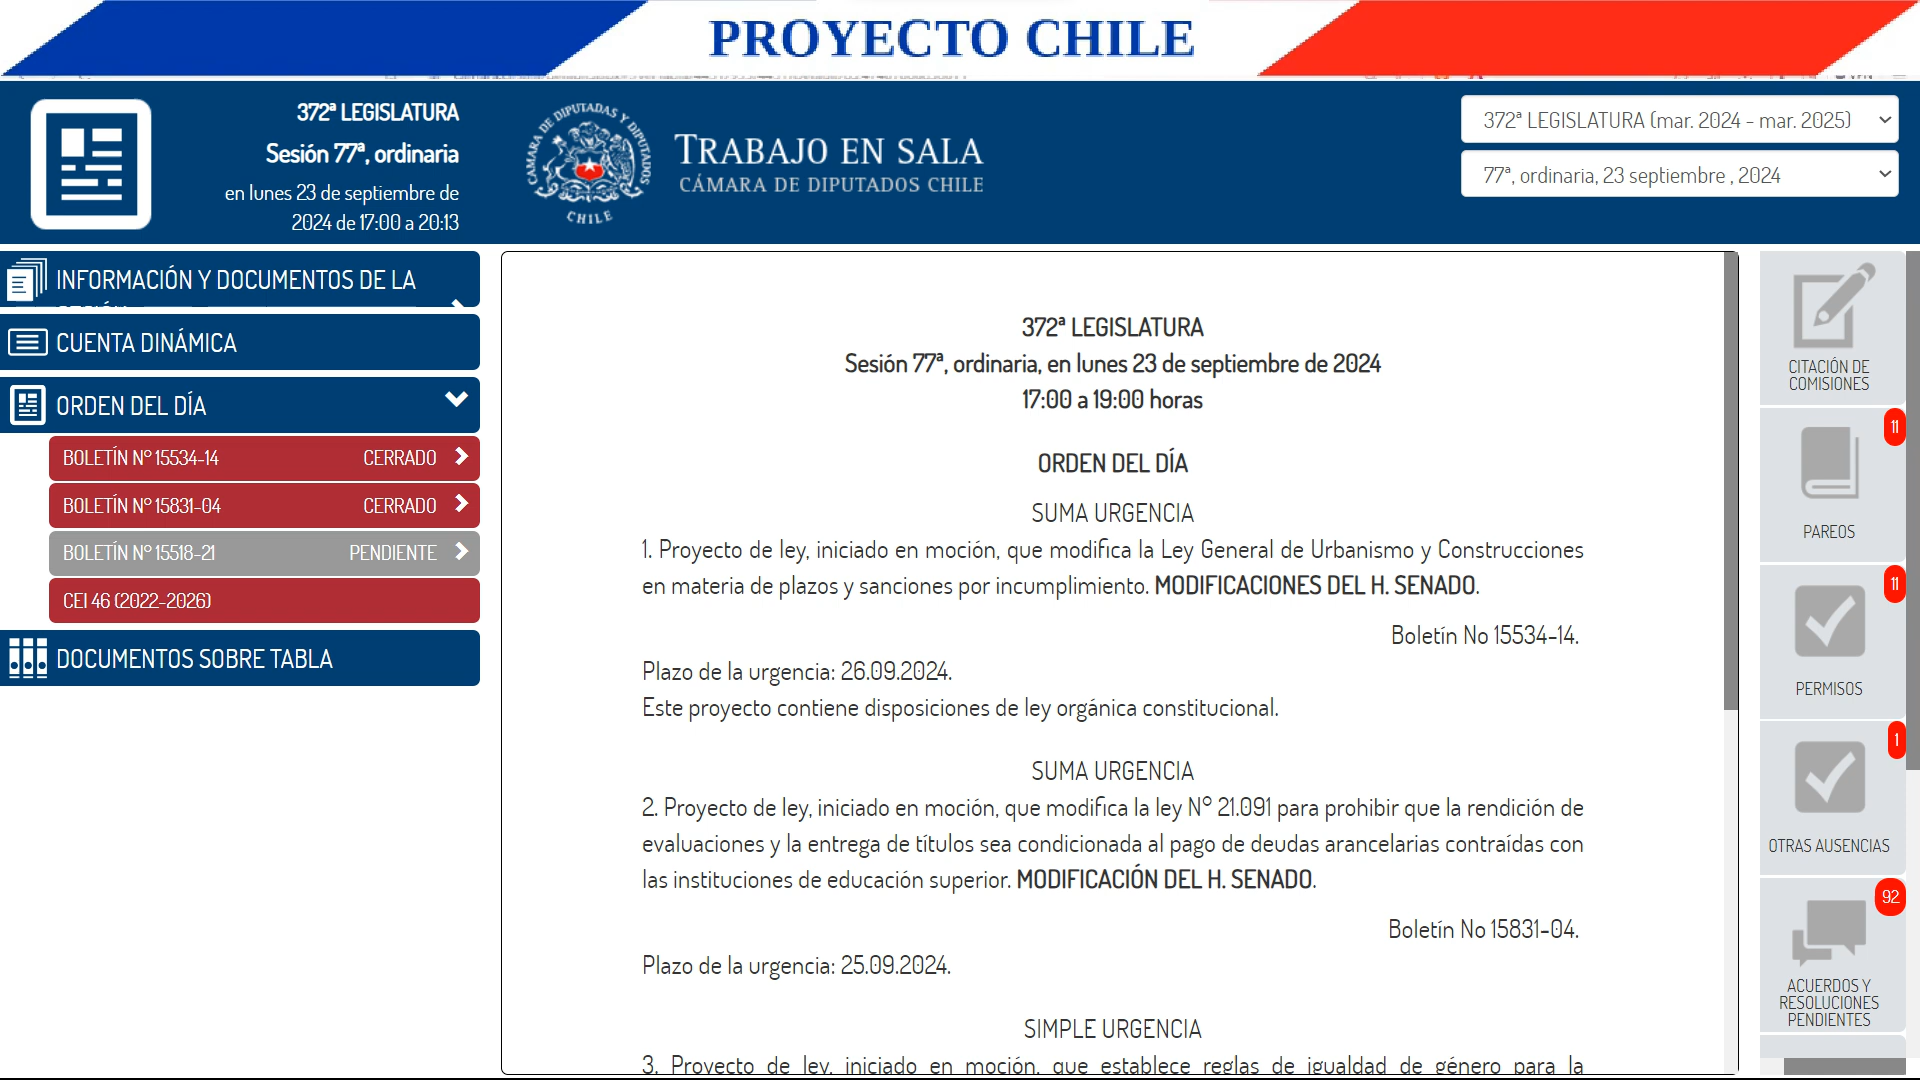 PROYECTO CHILE
372ª LEGISLATURA
Sesión 77ª, ordinaria
en lunes 23 de septiembre de
2024 de 17:00 a 20:13
CÁMARA DE DIPUTADAS Y DIPUTADOS
CHILE
TRABAJO EN SALA
CÁMARA DE DIPUTADOS CHILE
372ª LEGISLATURA (mar. 2024 - mar. 2025)
77ª, ordinaria, 23 septiembre , 2024
INFORMACIÓN Y DOCUMENTOS DE LA
CUENTA DINÁMICA
ORDEN DEL DÍA
BOLETÍN Nº 15534-14 CERRADO
BOLETÍN Nº 15831-04 CERRADO
BOLETÍN Nº 15518-21 PENDIENTE
CEI 46 (2022-2026)
DOCUMENTOS SOBRE TABLA
372ª LEGISLATURA
Sesión 77ª, ordinaria, en lunes 23 de septiembre de 2024
17:00 a 19:00 horas
ORDEN DEL DÍA
SUMA URGENCIA
1. Proyecto de ley, iniciado en moción, que modifica la Ley General de Urbanismo y Construcciones
en materia de plazos y sanciones por incumplimiento. MODIFICACIONES DEL H. SENADO.
Boletín No 15534-14.
Plazo de la urgencia: 26.09.2024.
Este proyecto contiene disposiciones de ley orgánica constitucional.
SUMA URGENCIA
2. Proyecto de ley, iniciado en moción, que modifica la ley N° 21.091 para prohibir que la rendición de
evaluaciones y la entrega de títulos sea condicionada al pago de deudas arancelarias contraídas con
las instituciones de educación superior. MODIFICACIÓN DEL H. SENADO.
Boletín No 15831-04.
Plazo de la urgencia: 25.09.2024.
SIMPLE URGENCIA
3. Proyecto de ley, iniciado en moción, que establece reglas de igualdad de género para la
CITACIÓN DE
COMISIONES
11
PAREOS
11
PERMISOS
1
OTRAS AUSENCIAS
92
ACUERDOS Y
RESOLUCIONES
PENDIENTES